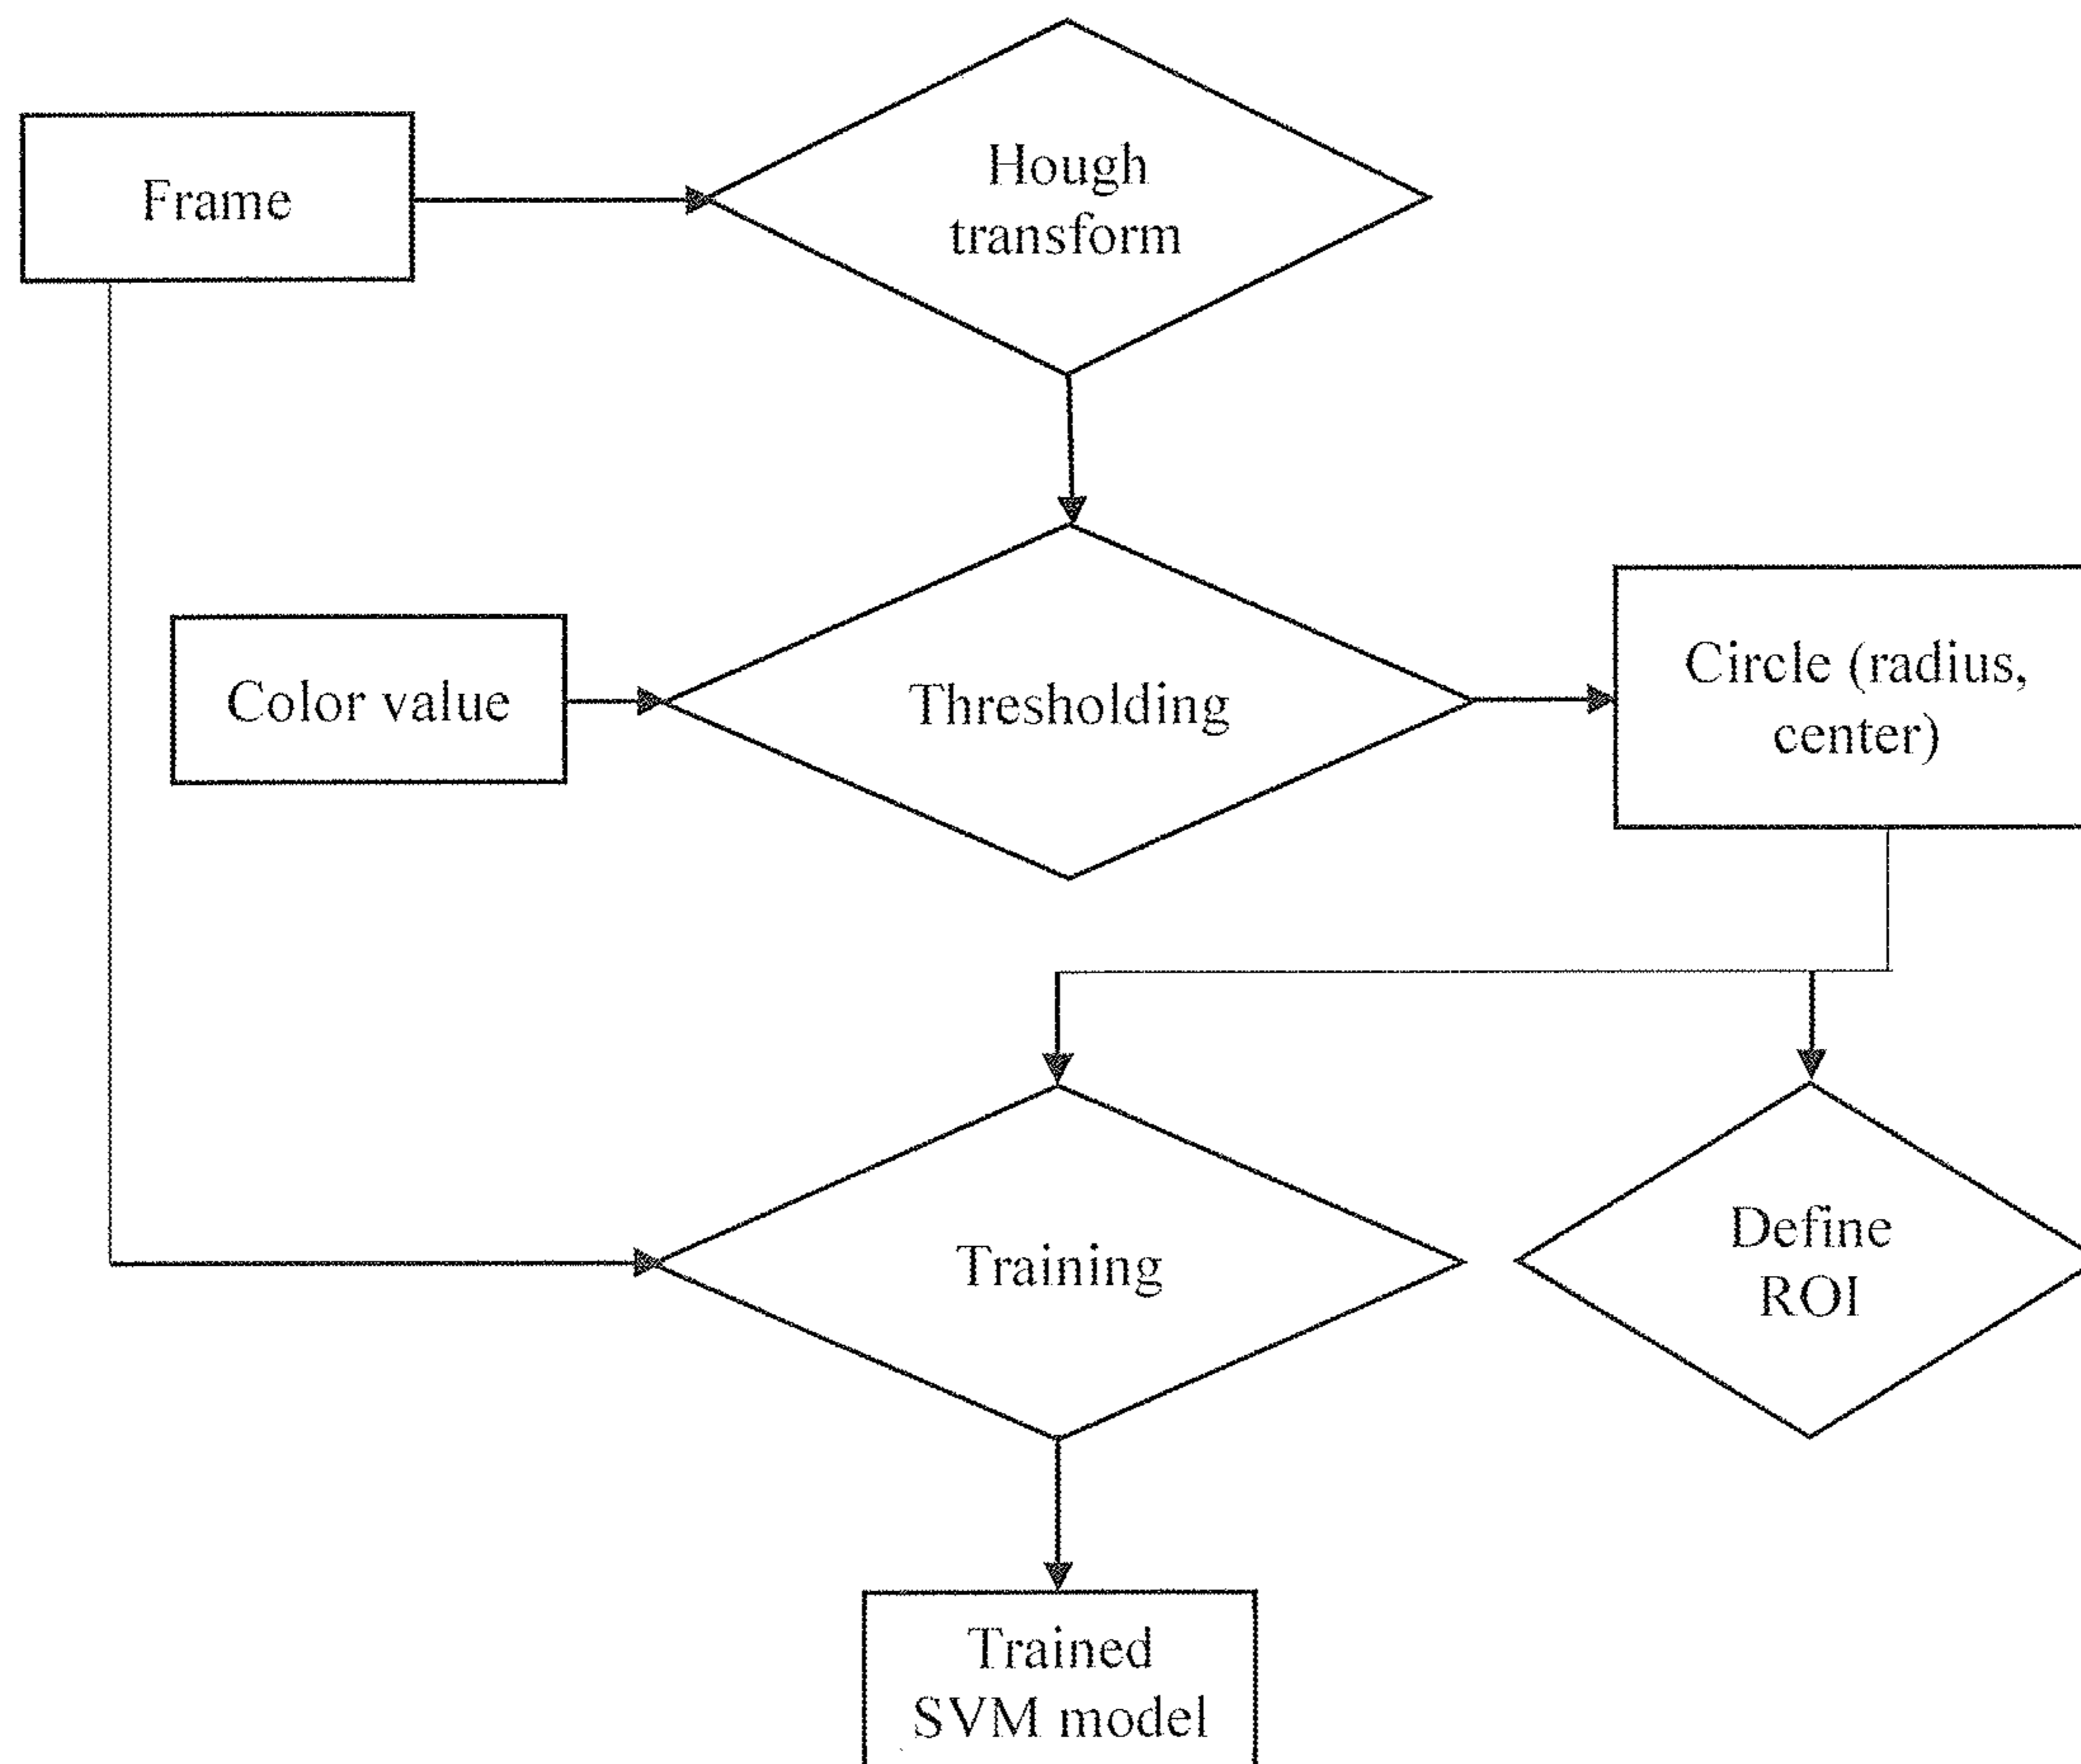 Frame
Hough
transform
Color value
Thresholding
Circle (radius,
center)
Training
Define
ROI
Trained
SVM model